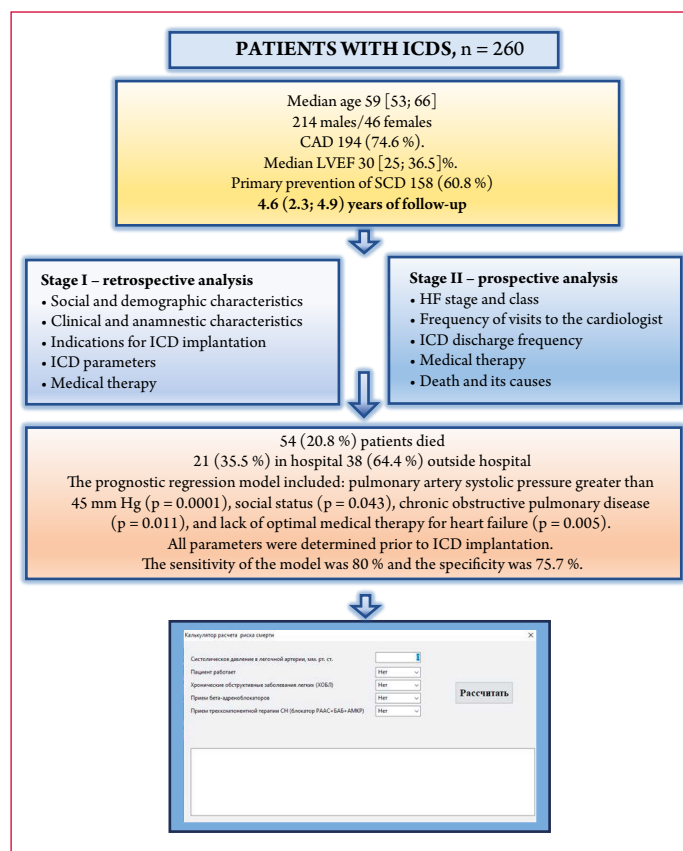 PATIENTS WITH ICDS, n = 260
Median age 59 [53; 66]
214 males/46 females
CAD 194 (74.6 %).
Median LVEF 30 [25; 36.5]%.
Primary prevention of SCD 158 (60.8 %)
4.6 (2.3; 4.9) years of follow-up
Stage I – retrospective analysis
• Social and demographic characteristics
• Clinical and anamnestic characteristics
• Indications for ICD implantation
• ICD parameters
• Medical therapy
Stage II – prospective analysis
• HF stage and class
• Frequency of visits to the cardiologist
• ICD discharge frequency
• Medical therapy
• Death and its causes
54 (20.8 %) patients died
21 (35.5 %) in hospital 38 (64.4 %) outside hospital
The prognostic regression model included: pulmonary artery systolic pressure greater than
45 mm Hg (p = 0.0001), social status (p = 0.043), chronic obstructive pulmonary disease
(p = 0.011), and lack of optimal medical therapy for heart failure (p = 0.005).
All parameters were determined prior to ICD implantation.
The sensitivity of the model was 80 % and the specificity was 75.7 %.
Калькулятор расчета риска смерти
Систолическое давление в легочной артерии, мм. рт. ст.
Пациент работает Нет
Хронические обструктивные заболевания легких (ХОБЛ) Нет
Прием бета-адреноблокаторов Нет
Прием трехкомпонентной терапии СН (блокатор РААС+БАБ+АМКР) Нет
Рассчитать